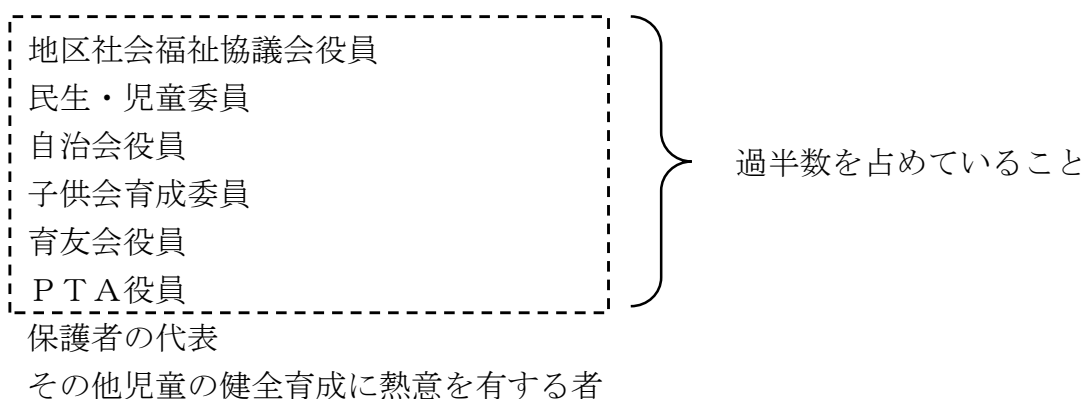 地区社会福祉協議会役員
民生・児童委員
自治会役員
子供会育成委員
育友会役員
ＰＴＡ役員
過半数を占めていること
保護者の代表
その他児童の健全育成に熱意を有する者